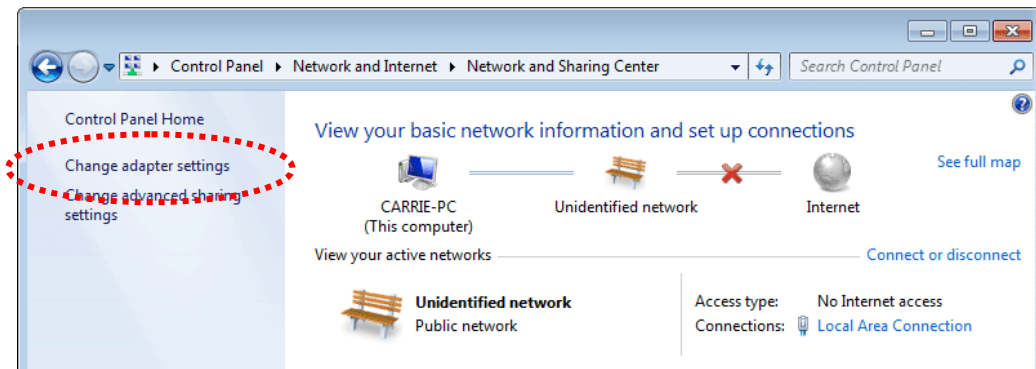 Control Panel ▸ Network and Internet ▸ Network and Sharing Center
Search Control Panel
Control Panel Home
Change adapter settings
Change advanced sharing
settings
View your basic network information and set up connections
See full map
CARRIE-PC
(This computer)
Unidentified network
Internet
View your active networks
Connect or disconnect
Unidentified network
Public network
Access type: No Internet access
Connections: Local Area Connection